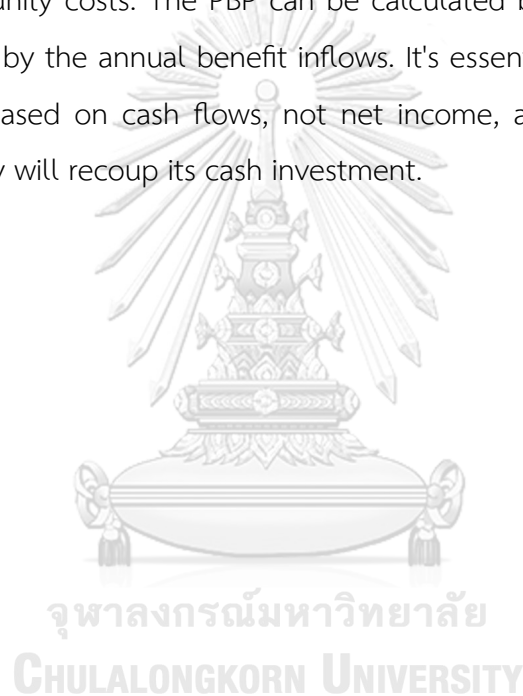 unity costs. The PBP can be calculated b
by the annual benefit inflows. It's essen
ased on cash flows, not net income, a
y will recoup its cash investment.
จุฬาลงกรณ์มหาวิทยาลัย
CHULALONGKORN UNIVERSITY